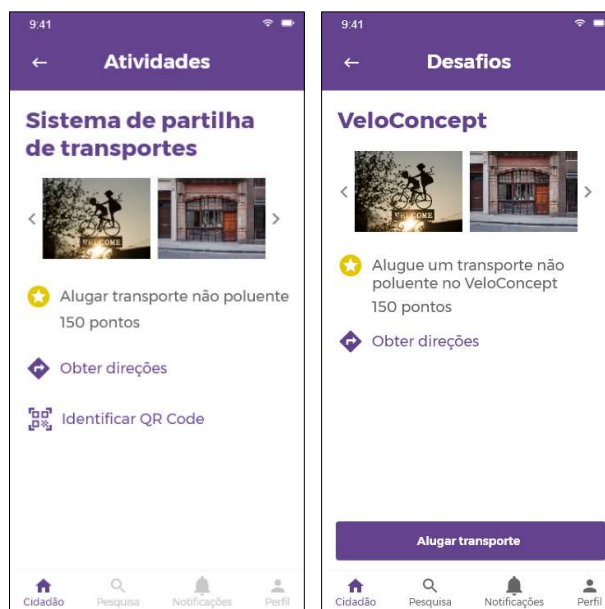 9:41
Atividades
Sistema de partilha
de transportes
WELCOME
Alugar transporte não poluente
150 pontos
Obter direções
Identificar QR Code
Cidadão Pesquisa Notificações Perfil
9:41
Desafios
VeloConcept
WELCOME
Alugue um transporte não
poluente no VeloConcept
150 pontos
Obter direções
Alugar transporte
Cidadão Pesquisa Notificações Perfil